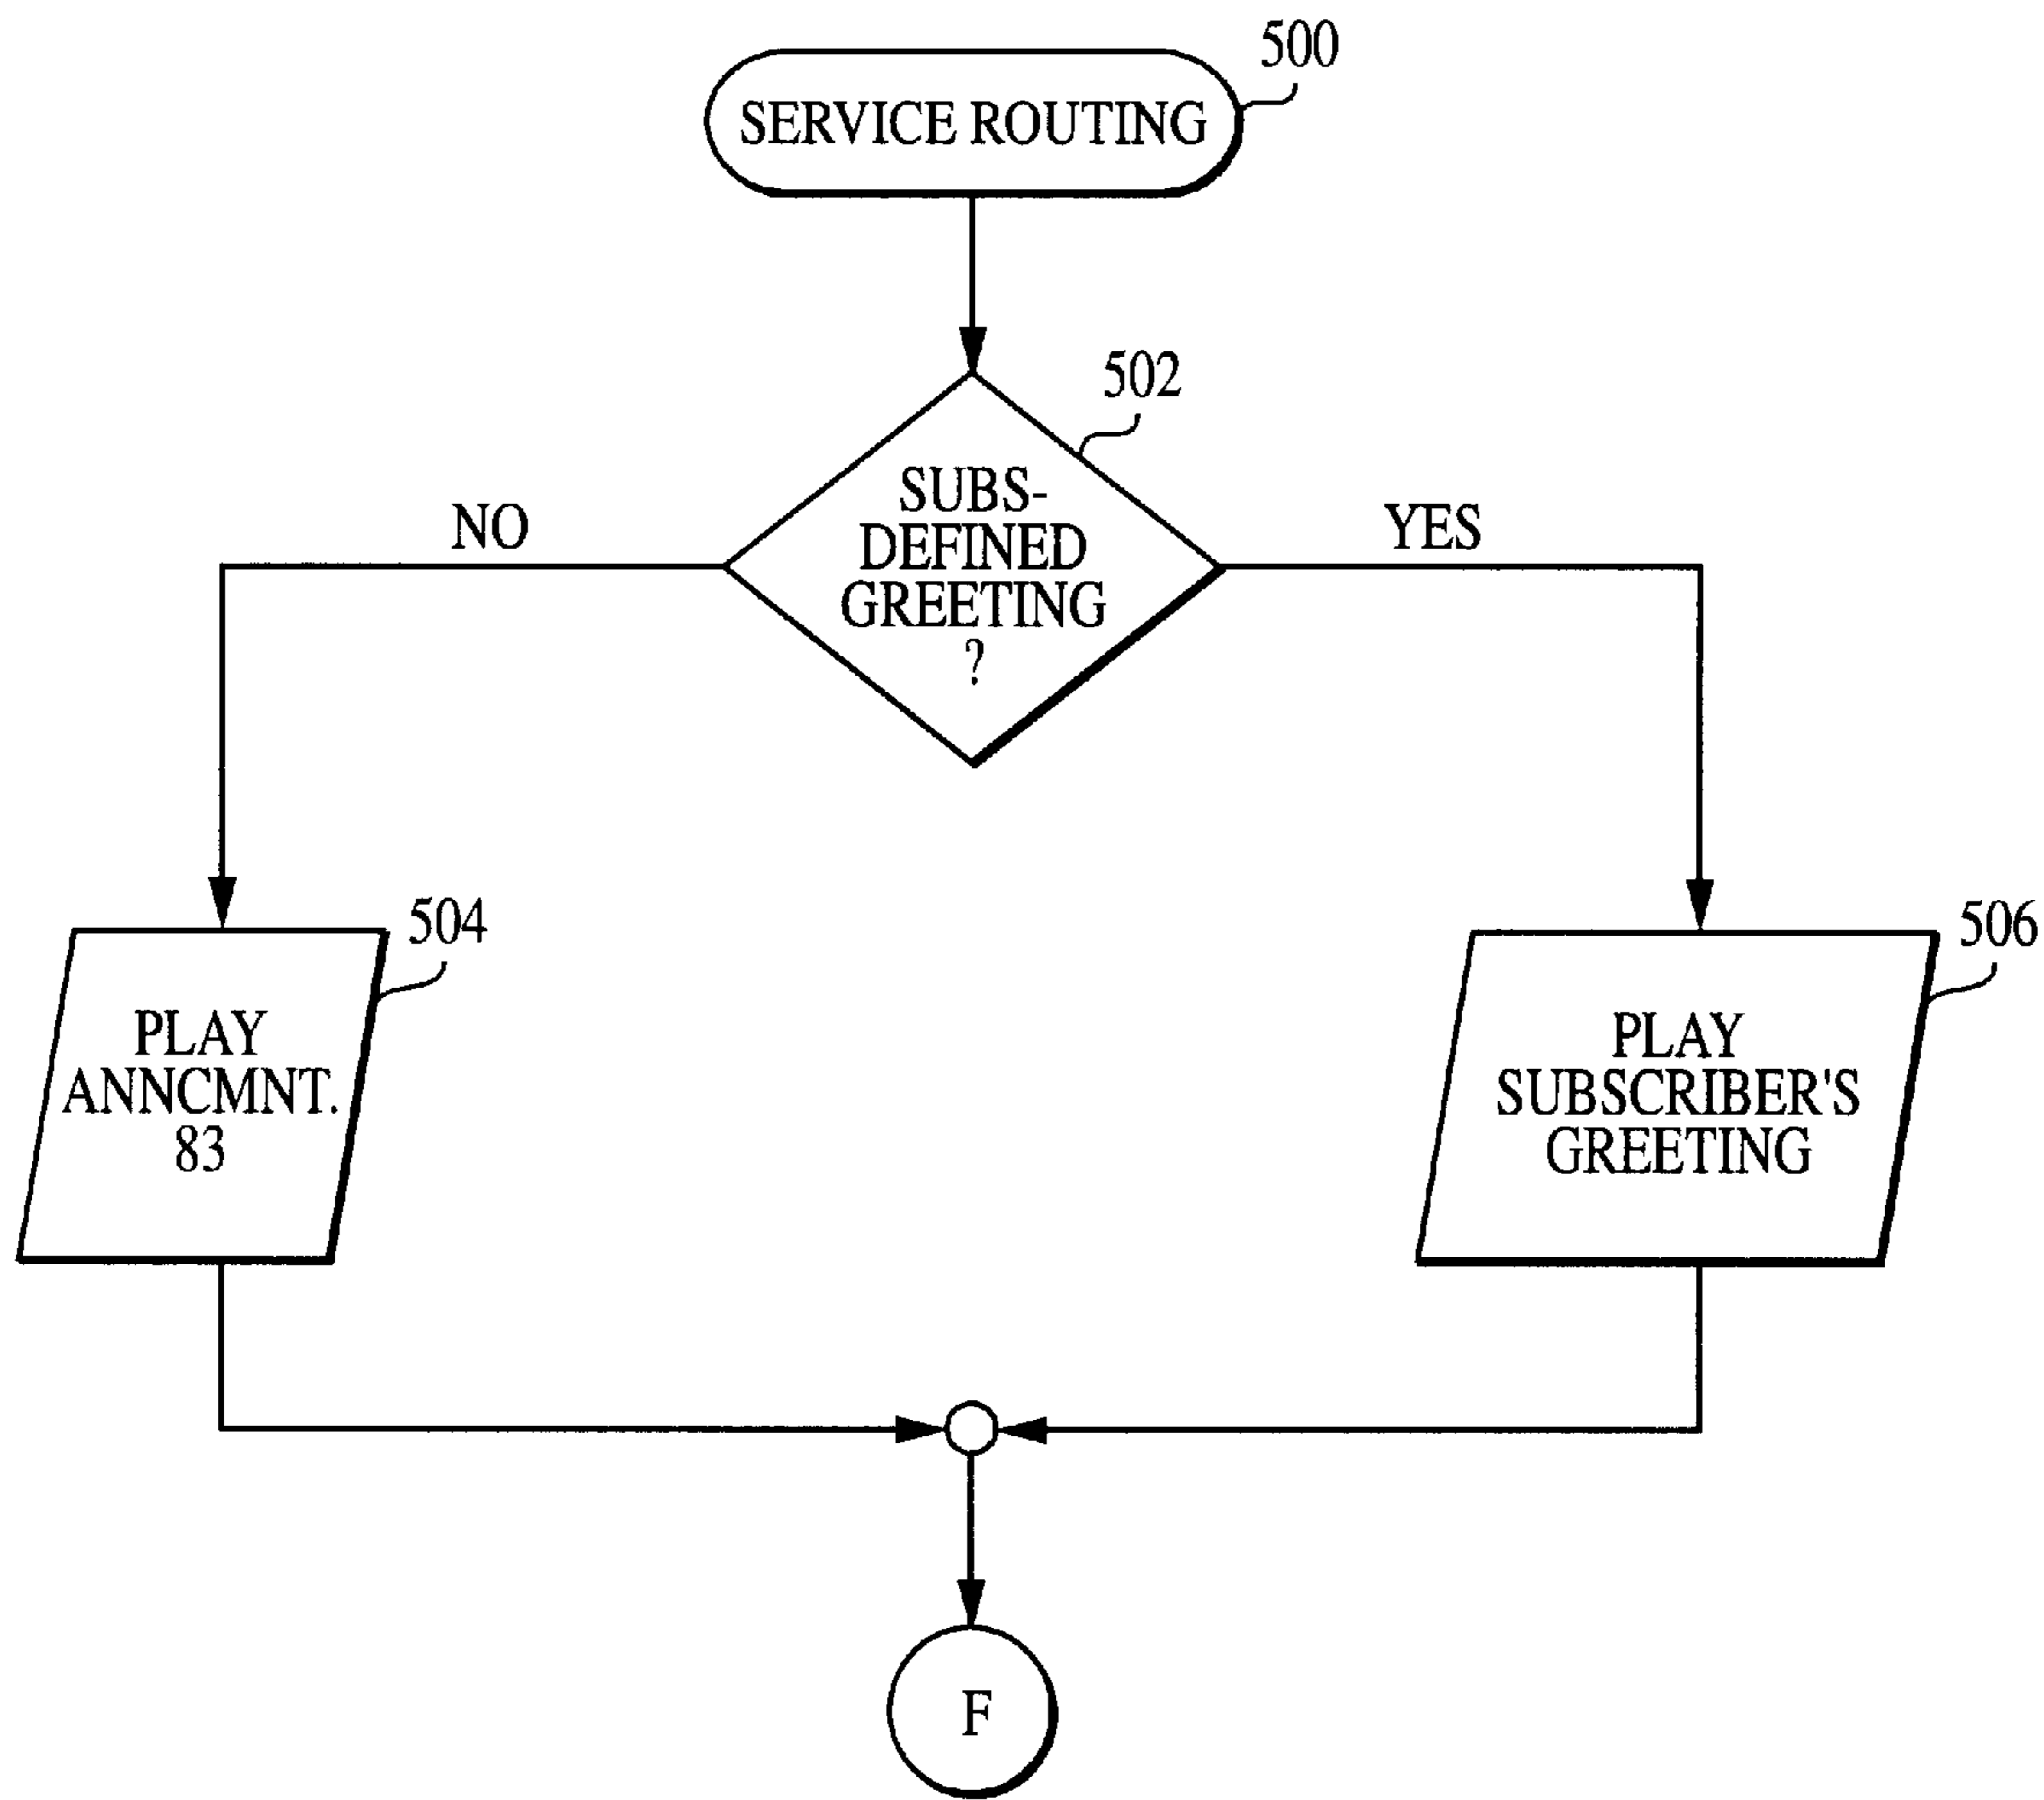 500
SERVICE ROUTING
502
SUBS-
DEFINED
GREETING
?
NO
YES
504
PLAY
ANNCMNT.
83
506
PLAY
SUBSCRIBER'S
GREETING
F